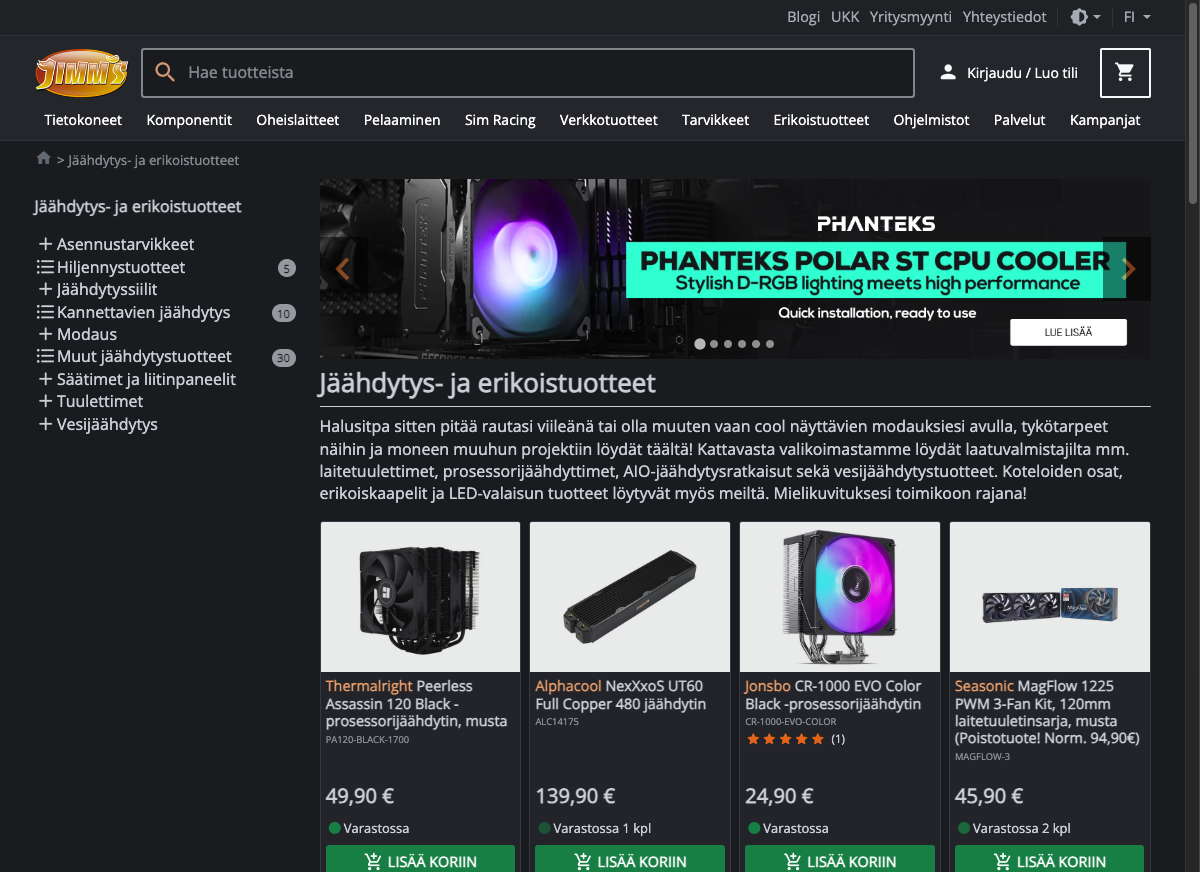 Blogi UKK Yritysmyynti Yhteystiedot FI
JIMM'S
Hae tuotteista
Kirjaudu / Luo tili
Tietokoneet Komponentit Oheislaitteet Pelaaminen Sim Racing Verkkotuotteet Tarvikkeet Erikoistuotteet Ohjelmistot Palvelut Kampanjat
> Jäähdytys- ja erikoistuotteet
Jäähdytys- ja erikoistuotteet
Asennustarvikkeet
Hiljennystuotteet 5
Jäähdytyssiilit
Kannettavien jäähdytys 10
Modaus
Muut jäähdytystuotteet 30
Säätimet ja liitinpaneelit
Tuulettimet
Vesijäähdytys
PHANTEKS
PHANTEKS POLAR ST CPU COOLER
Stylish D-RGB lighting meets high performance
Quick installation, ready to use
LUE LISÄÄ
Jäähdytys- ja erikoistuotteet
Halusitpa sitten pitää rautasi viileänä tai olla muuten vaan cool näyttävien modauksiesi avulla, tykötarpeet
näihin ja moneen muuhun projektiin löydät täältä! Kattavasta valikoimastamme löydät laatuvalmistajilta mm.
laitetuulettimet, prosessorijäähdyttimet, AIO-jäähdytysratkaisut sekä vesijäähdytystuotteet. Koteloiden osat,
erikoiskaapelit ja LED-valaisun tuotteet löytyvät myös meiltä. Mielikuvituksesi toimikoon rajana!
Thermalright Peerless
Assassin 120 Black -
prosessorijäähdytin, musta
PA120-BLACK-1700
49,90 €
Varastossa
LISÄÄ KORIIN
Alphacool NexXxoS UT60
Full Copper 480 jäähdytin
ALC14175
139,90 €
Varastossa 1 kpl
LISÄÄ KORIIN
Jonsbo CR-1000 EVO Color
Black -prosessorijäähdytin
CR-1000-EVO-COLOR
(1)
24,90 €
Varastossa
LISÄÄ KORIIN
Seasonic MagFlow 1225
PWM 3-Fan Kit, 120mm
laitetuuletinsarja, musta
(Poistotuote! Norm. 94,90€)
MAGFLOW-3
45,90 €
Varastossa 2 kpl
LISÄÄ KORIIN